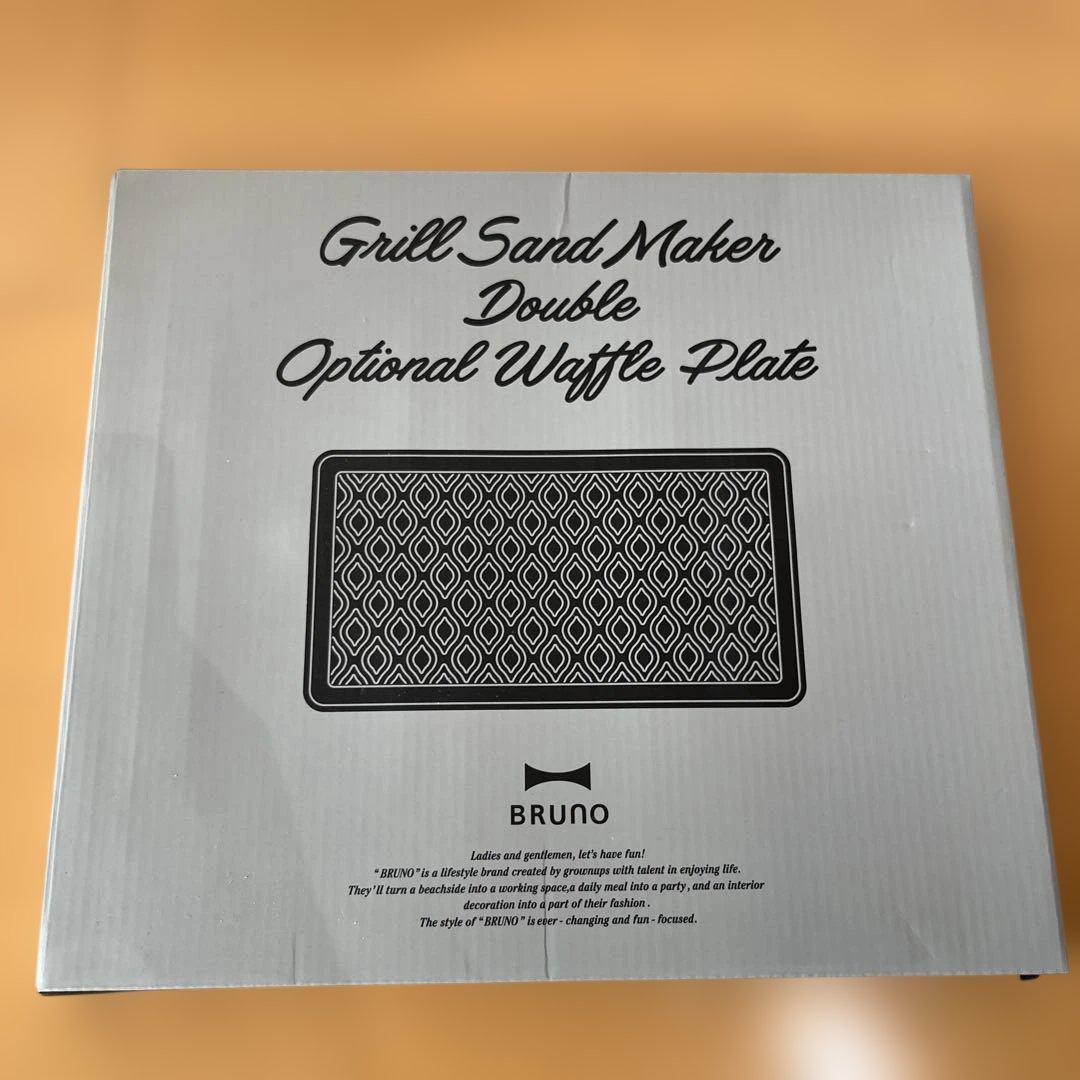 Grill Sand Maker
Double
Optional Waffle Plate
BRUNO
Ladies and gentlemen, let's have fun!
"BRUNO" is a lifestyle brand created by grownups with talent in enjoying life.
They'll turn a beachside into a working space,a daily meal into a party, and an interior
decoration into a part of their fashion.
The style of "BRUNO" is ever - changing and fun - focused.